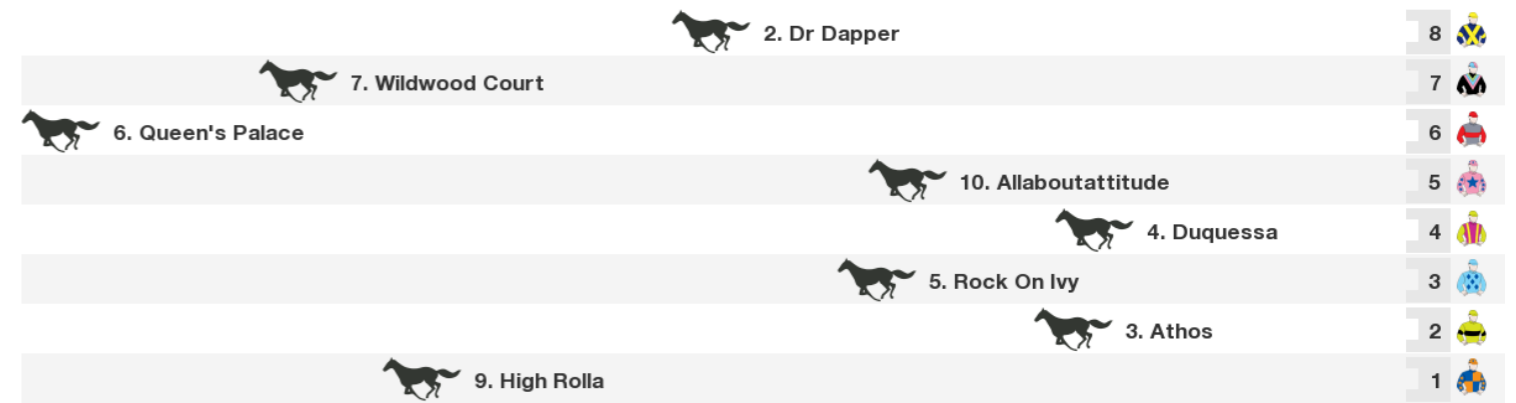 2. Dr Dapper 8
7. Wildwood Court 7
6. Queen's Palace 6
10. Allaboutattitude 5
4. Duquessa 4
5. Rock On Ivy 3
3. Athos 2
9. High Rolla 1